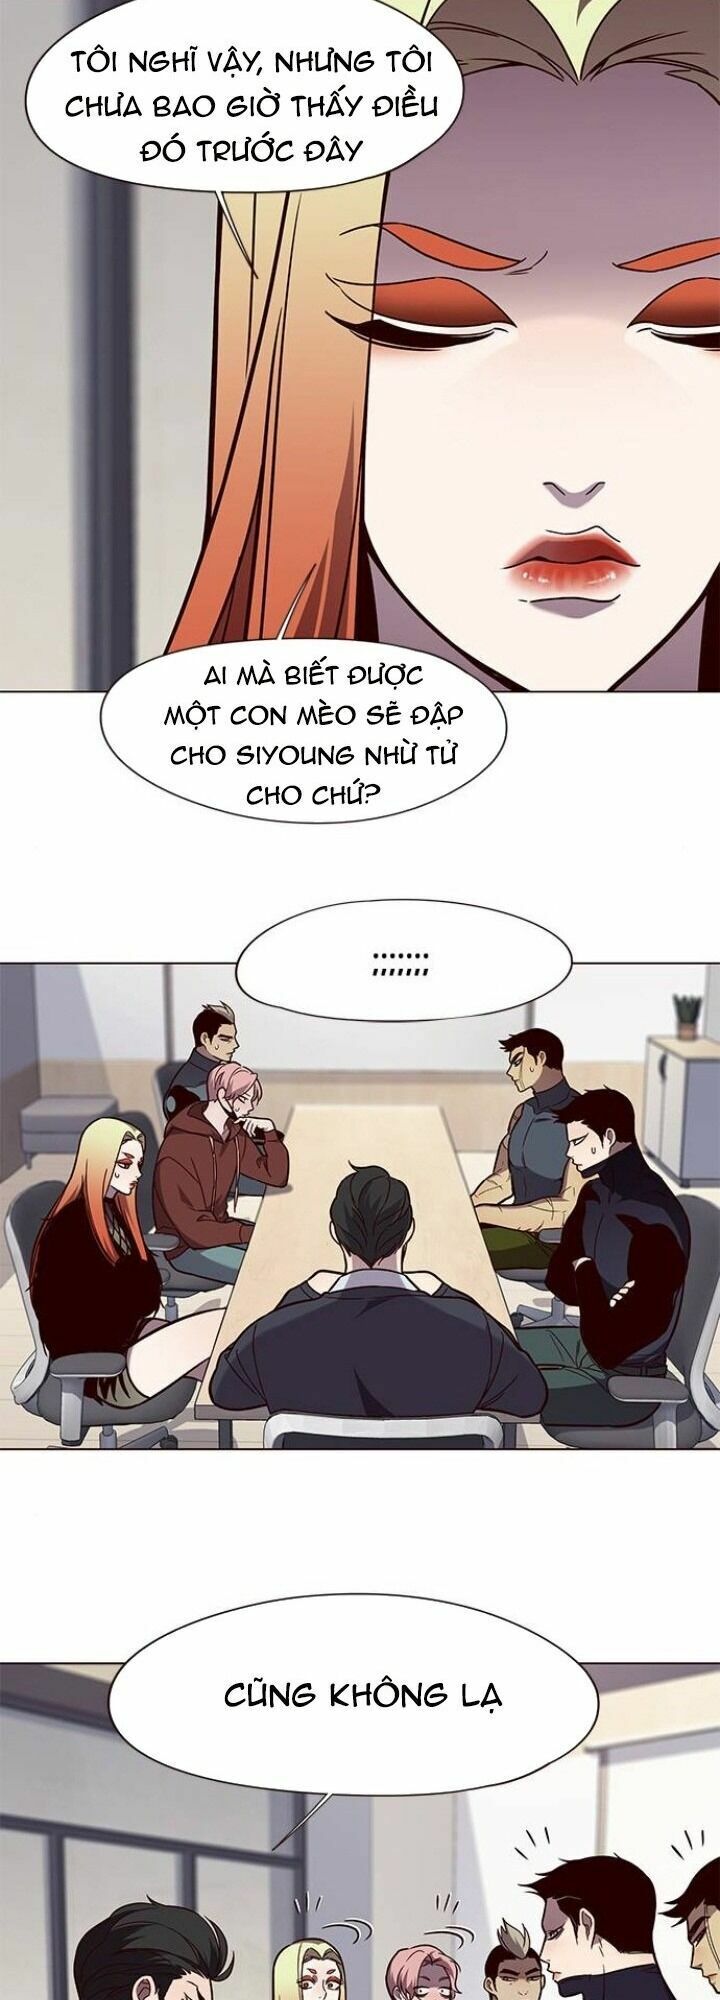 TÔI NGHĨ VẬY, NHƯNG TÔI
CHƯA BAO GIỜ THẤY ĐIỀU
ĐÓ TRƯỚC ĐÂY
AI MÀ BIẾT ĐƯỢC
MỘT CON MÈO SẼ ĐẬP
CHO SIYOUNG NHỪ TỬ
CHO CHỨ?
;;;;;;;
CŨNG KHÔNG LẠ